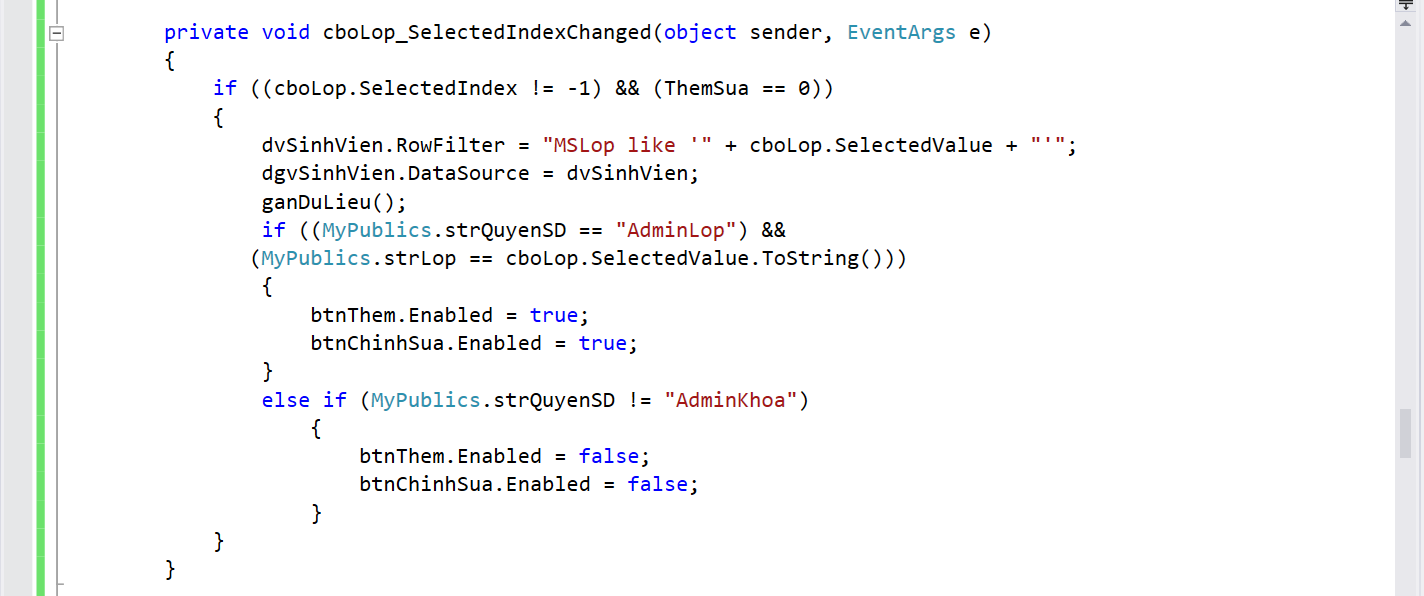 private void cboLop_SelectedIndexChanged(object sender, EventArgs e)
{
if ((cboLop.SelectedIndex != -1) && (ThemSua == 0))
{
dvSinhVien.RowFilter = "MSLop like '" + cboLop.SelectedValue + "'";
dgvSinhVien.DataSource = dvSinhVien;
ganDuLieu();
if ((MyPublics.strQuyenSD == "AdminLop") &&
(MyPublics.strLop == cboLop.SelectedValue.ToString()))
{
btnThem.Enabled = true;
btnChinhSua.Enabled = true;
}
else if (MyPublics.strQuyenSD != "AdminKhoa")
{
btnThem.Enabled = false;
btnChinhSua.Enabled = false;
}
}
}